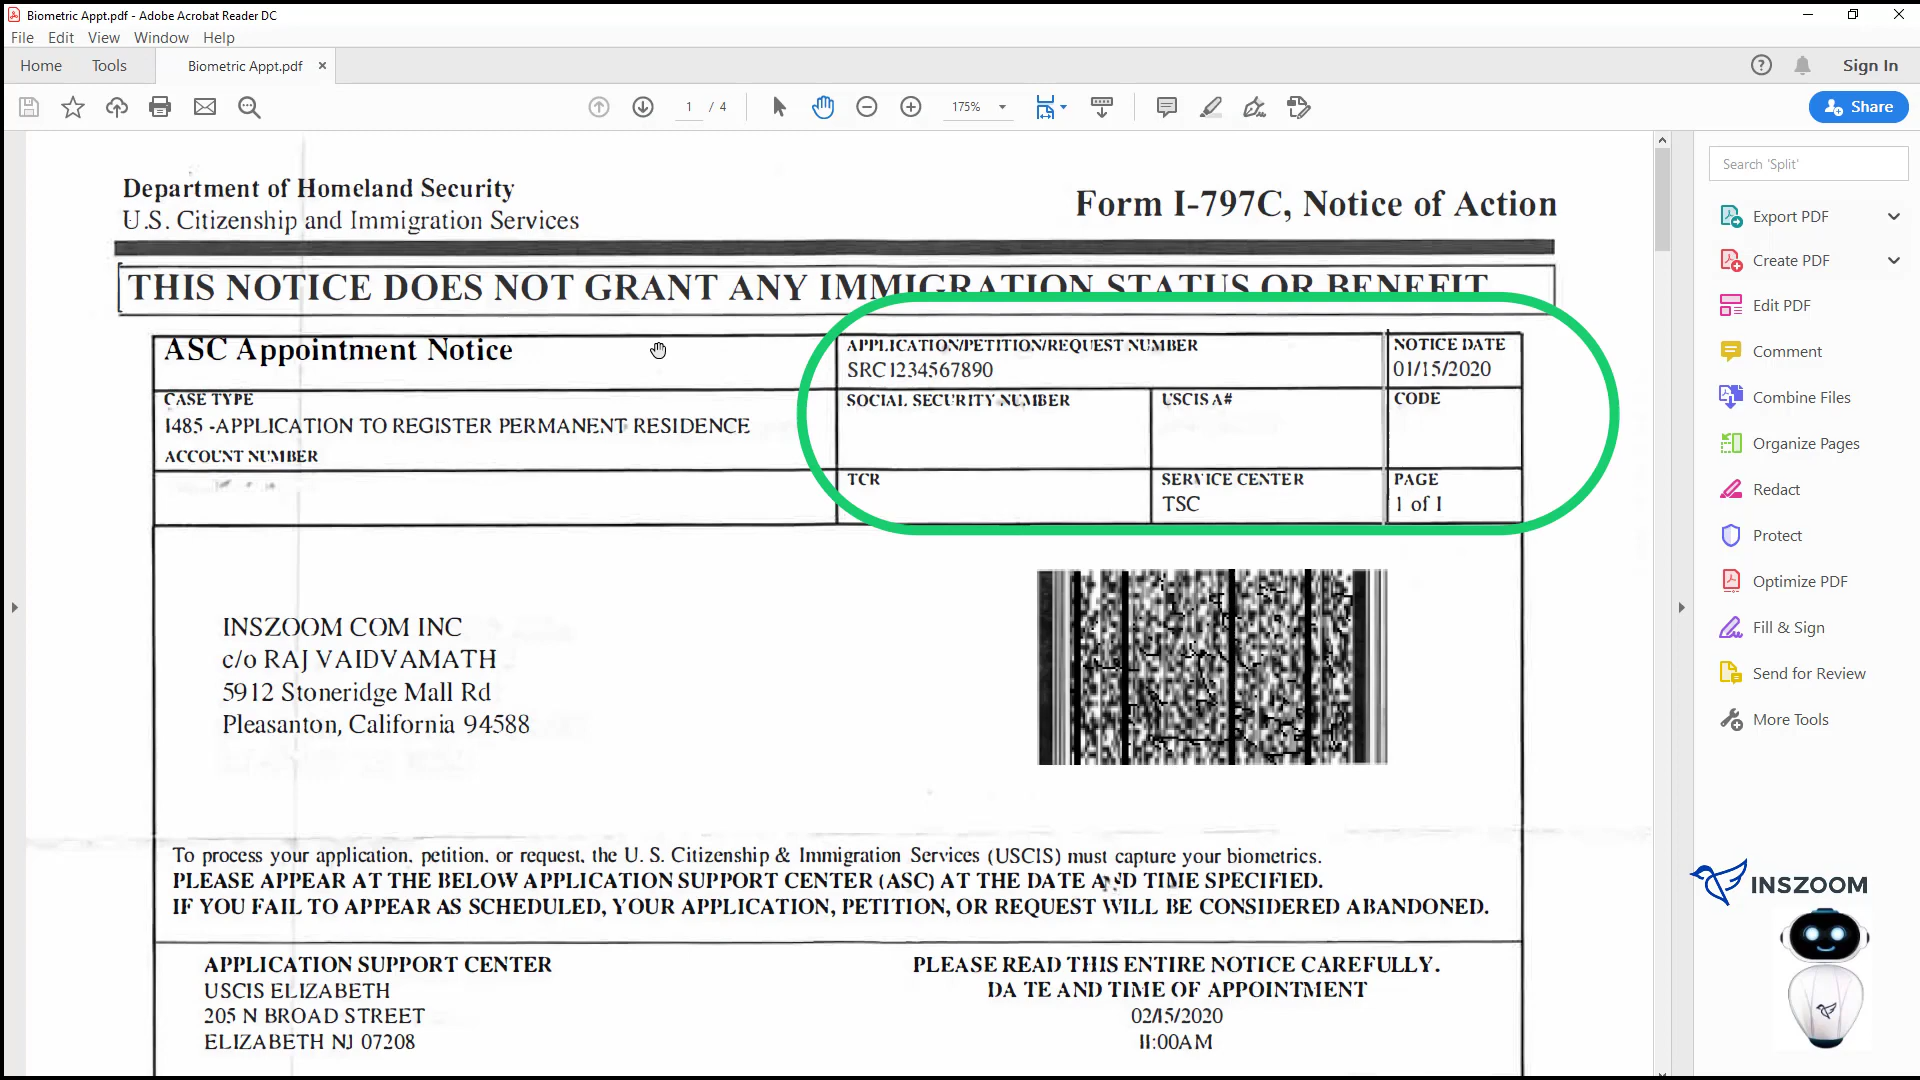 Biometric Appt.pdf - Adobe Acrobat Reader DC
File Edit View Window Help
Home Tools Biometric Appt.pdf × Sign In
1 / 4 175% Share
Department of Homeland Security
U.S. Citizenship and Immigration Services
Form I-797C, Notice of Action
THIS NOTICE DOES NOT GRANT ANY IMMIGRATION STATUS OR BENEFIT
ASC Appointment Notice
APPLICATION/PETITION/REQUEST NUMBER
SRC1234567890
NOTICE DATE
01/15/2020
CASE TYPE
I485 -APPLICATION TO REGISTER PERMANENT RESIDENCE
SOCIAL SECURITY NUMBER
USCIS A#
CODE
ACCOUNT NUMBER
TCR
SERVICE CENTER
TSC
PAGE
1 of 1
INSZOOM COM INC
c/o RAJ VAIDVAMATH
5912 Stoneridge Mall Rd
Pleasanton, California 94588
To process your application, petition, or request, the U. S. Citizenship & Immigration Services (USCIS) must capture your biometrics.
PLEASE APPEAR AT THE BELOW APPLICATION SUPPORT CENTER (ASC) AT THE DATE AND TIME SPECIFIED.
IF YOU FAIL TO APPEAR AS SCHEDULED, YOUR APPLICATION, PETITION, OR REQUEST WILL BE CONSIDERED ABANDONED.
APPLICATION SUPPORT CENTER
USCIS ELIZABETH
205 N BROAD STREET
ELIZABETH NJ 07208
PLEASE READ THIS ENTIRE NOTICE CAREFULLY.
DA TE AND TIME OF APPOINTMENT
02/15/2020
11:00AM
Search 'Split'
Export PDF
Create PDF
Edit PDF
Comment
Combine Files
Organize Pages
Redact
Protect
Optimize PDF
Fill & Sign
Send for Review
More Tools
INSZOOM